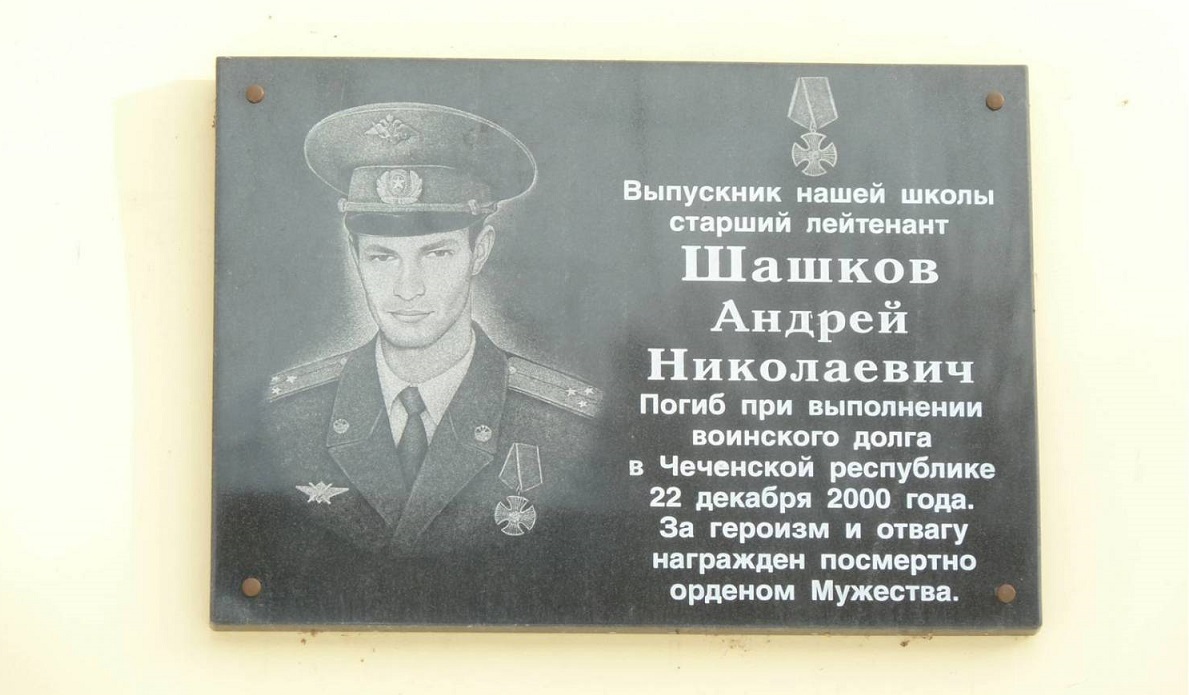 Выпускник нашей школы
старший лейтенант
Шашков
Андрей
Николаевич
Погиб при выполнении
воинского долга
в Чеченской республике
22 декабря 2000 года.
За героизм и отвагу
награжден посмертно
орденом Мужества.